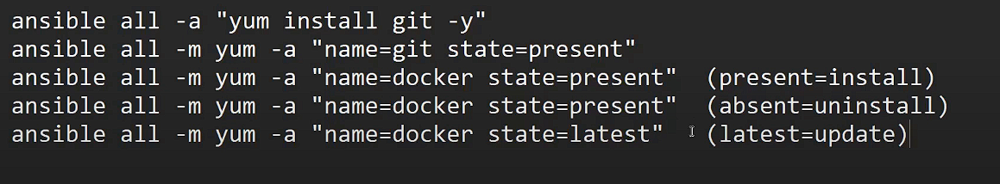 ansible all -a "yum install git -y"
ansible all -m yum -a "name=git state=present"
ansible all -m yum -a "name=docker state=present"  (present=install)
ansible all -m yum -a "name=docker state=present"  (absent=uninstall)
ansible all -m yum -a "name=docker state=latest"   (latest=update)